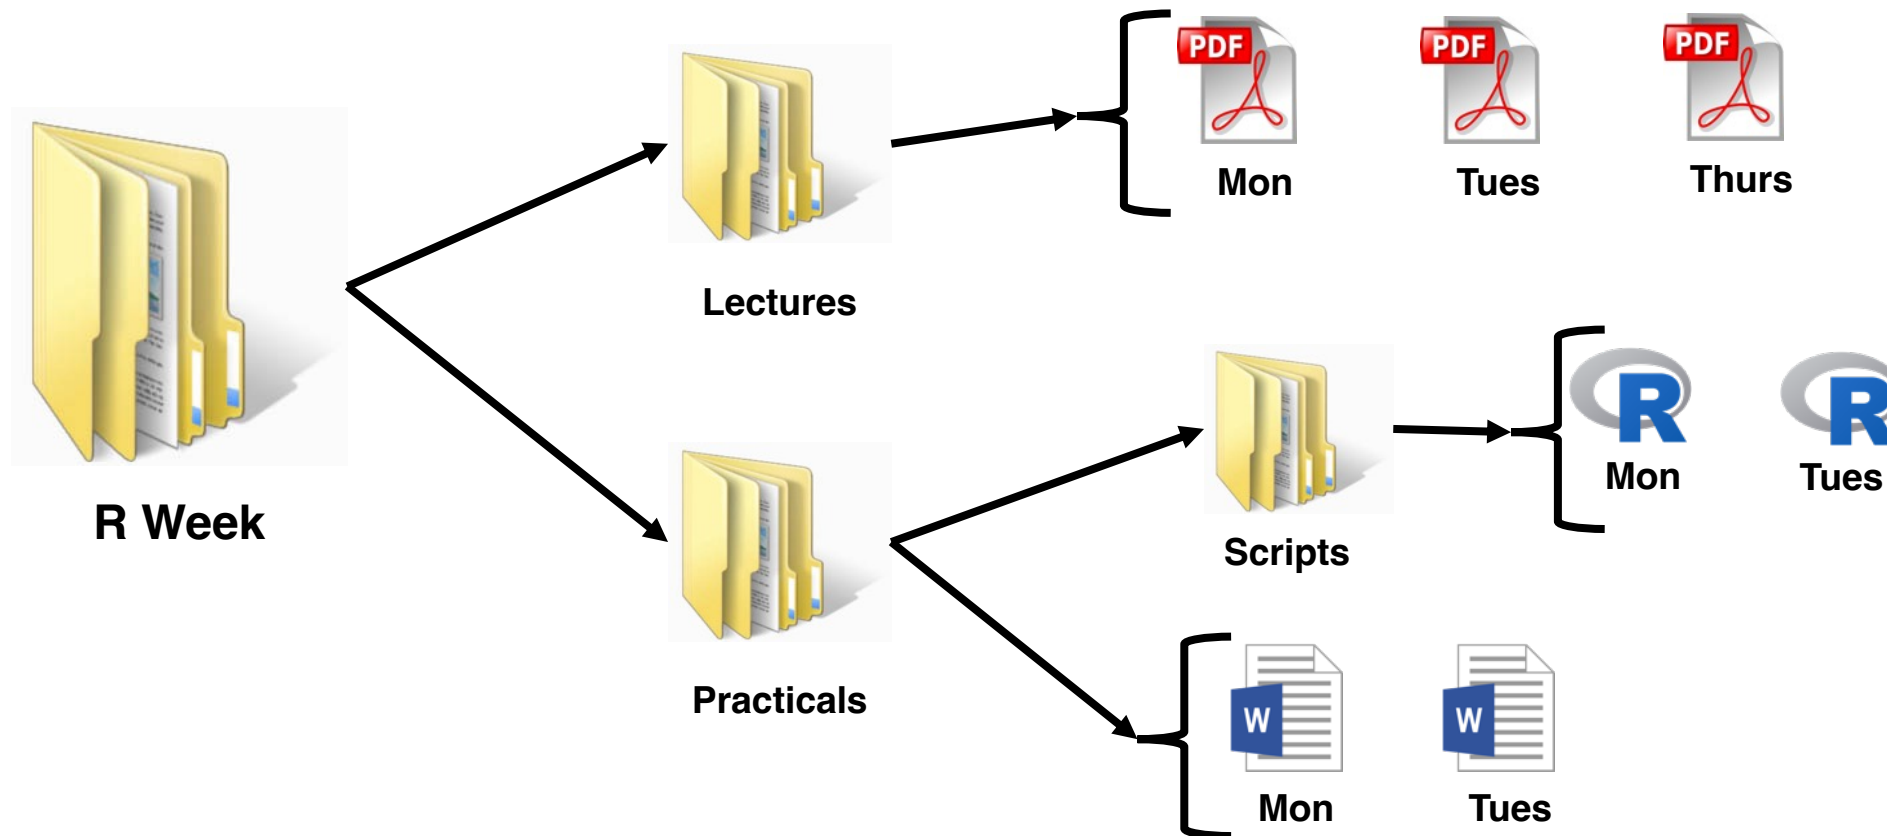 PDF PDF PDF
Mon Tues Thurs
Lectures
R Week
R R
Mon Tues
Scripts
Practicals
W W
Mon Tues